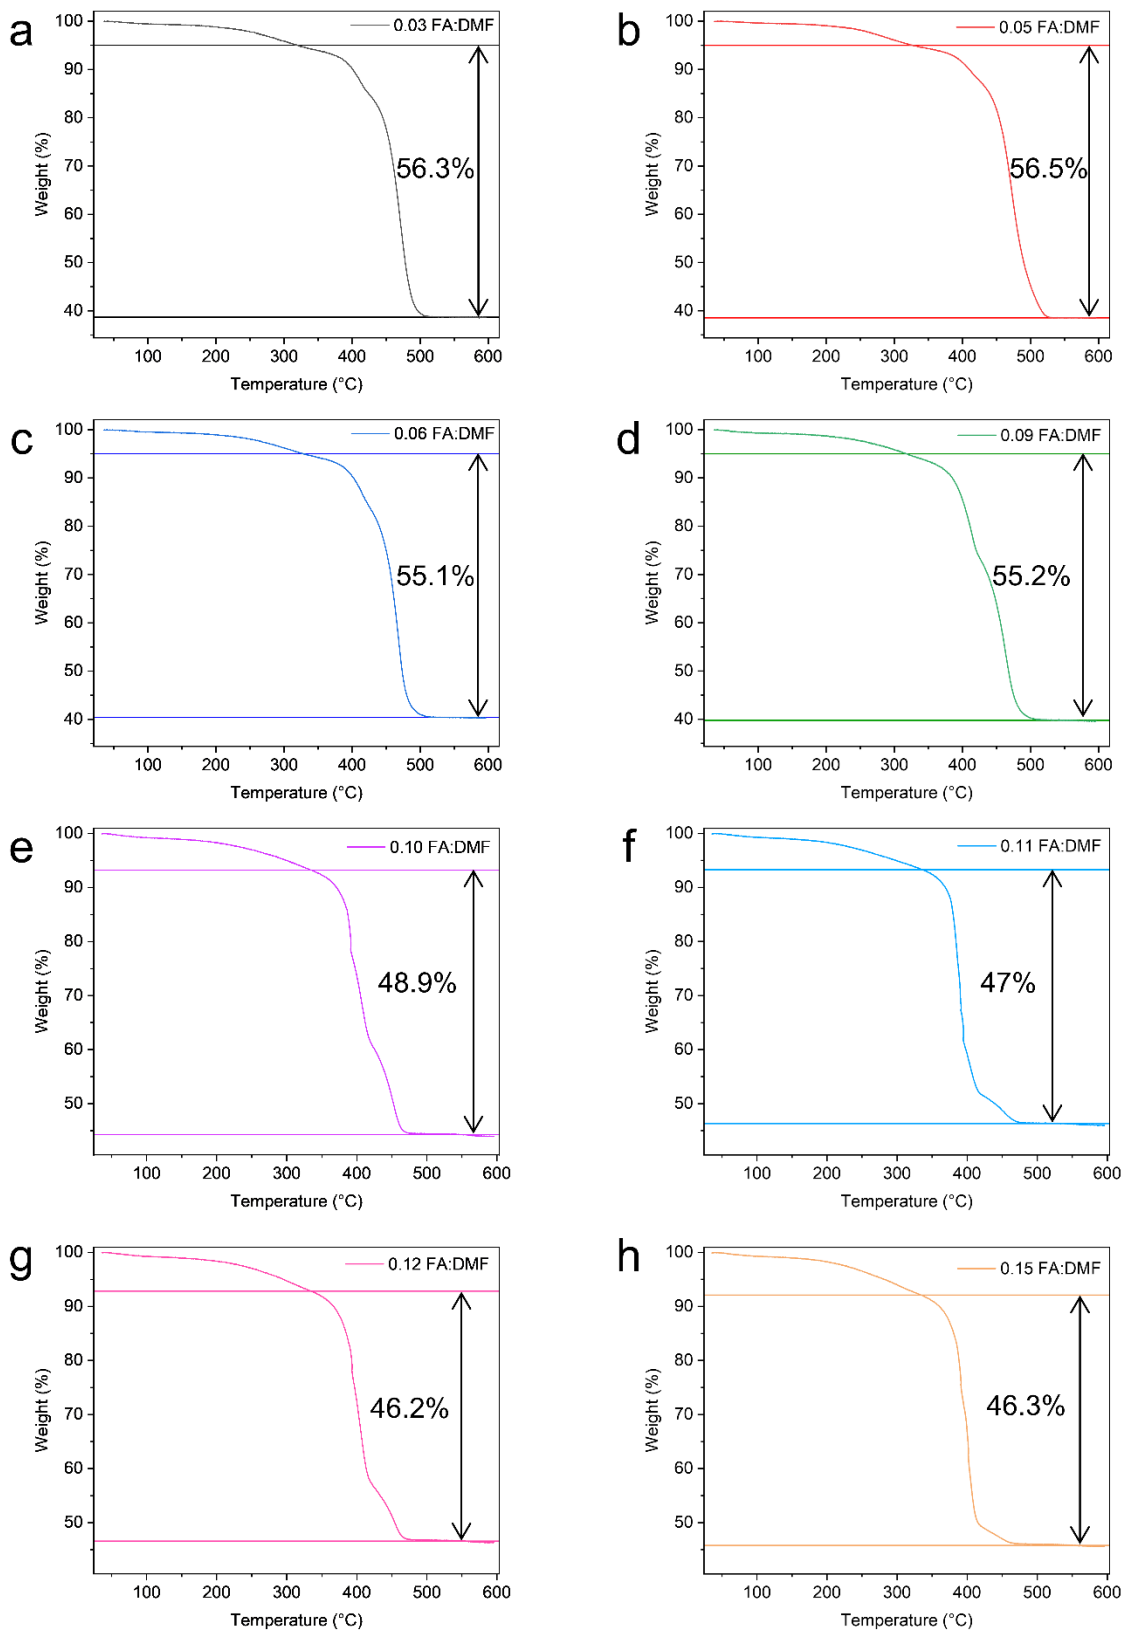 a
0.03 FA:DMF
100
90
80
70
60
50
40
Weight (%)
56.3%
100 200 300 400 500 600
Temperature (°C)
b
0.05 FA:DMF
100
90
80
70
60
50
40
Weight (%)
56.5%
100 200 300 400 500 600
Temperature (°C)
c
0.06 FA:DMF
100
90
80
70
60
50
40
Weight (%)
55.1%
100 200 300 400 500 600
Temperature (°C)
d
0.09 FA:DMF
100
90
80
70
60
50
40
Weight (%)
55.2%
100 200 300 400 500 600
Temperature (°C)
e
0.10 FA:DMF
100
90
80
70
60
50
Weight (%)
48.9%
100 200 300 400 500 600
Temperature (°C)
f
0.11 FA:DMF
100
90
80
70
60
50
Weight (%)
47%
100 200 300 400 500 600
Temperature (°C)
g
0.12 FA:DMF
100
90
80
70
60
50
Weight (%)
46.2%
100 200 300 400 500 600
Temperature (°C)
h
0.15 FA:DMF
100
90
80
70
60
50
Weight (%)
46.3%
100 200 300 400 500 600
Temperature (°C)